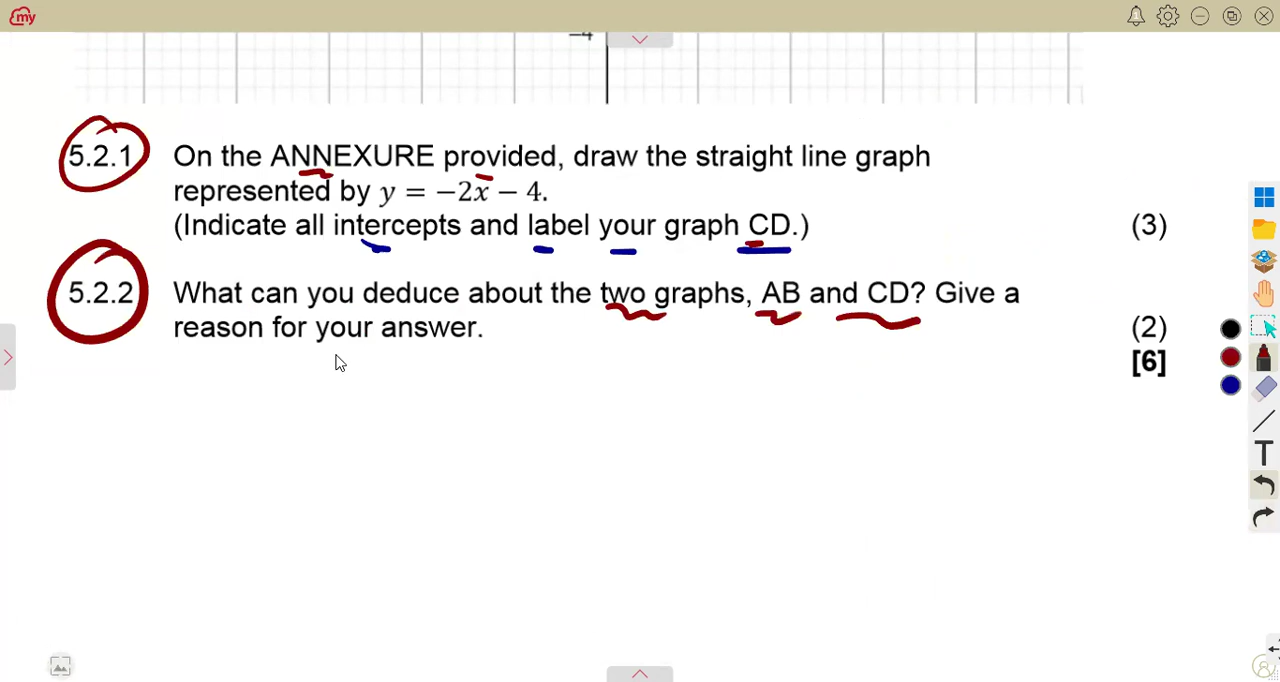 my
−4
5.2.1 On the ANNEXURE provided, draw the straight line graph
represented by y = −2x − 4.
(Indicate all intercepts and label your graph CD.) (3)
5.2.2 What can you deduce about the two graphs, AB and CD? Give a
reason for your answer. (2)
[6]
T